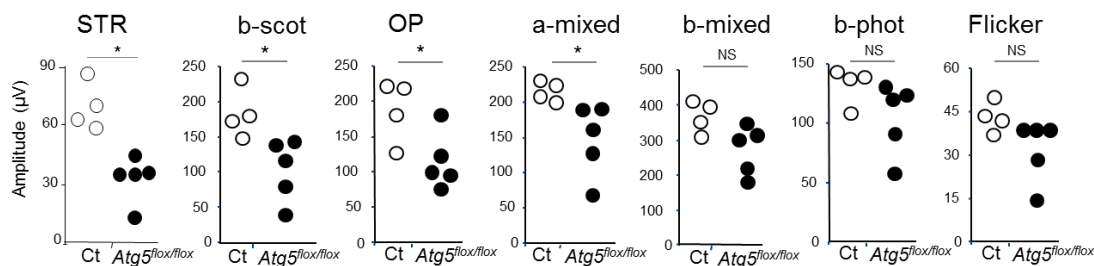 STR b-scot OP a-mixed b-mixed b-phot Flicker
* * * * NS NS NS
Amplitude (μV)
90 60 30 0
250 200 150 100 50 0
250 200 150 100 50 0
250 200 150 100 50 0
500 400 300 200 100 0
150 100 50 0
60 45 30 15 0
Ct Atg5flox/flox Ct Atg5flox/flox Ct Atg5flox/flox Ct Atg5flox/flox Ct Atg5flox/flox Ct Atg5flox/flox Ct Atg5flox/flox